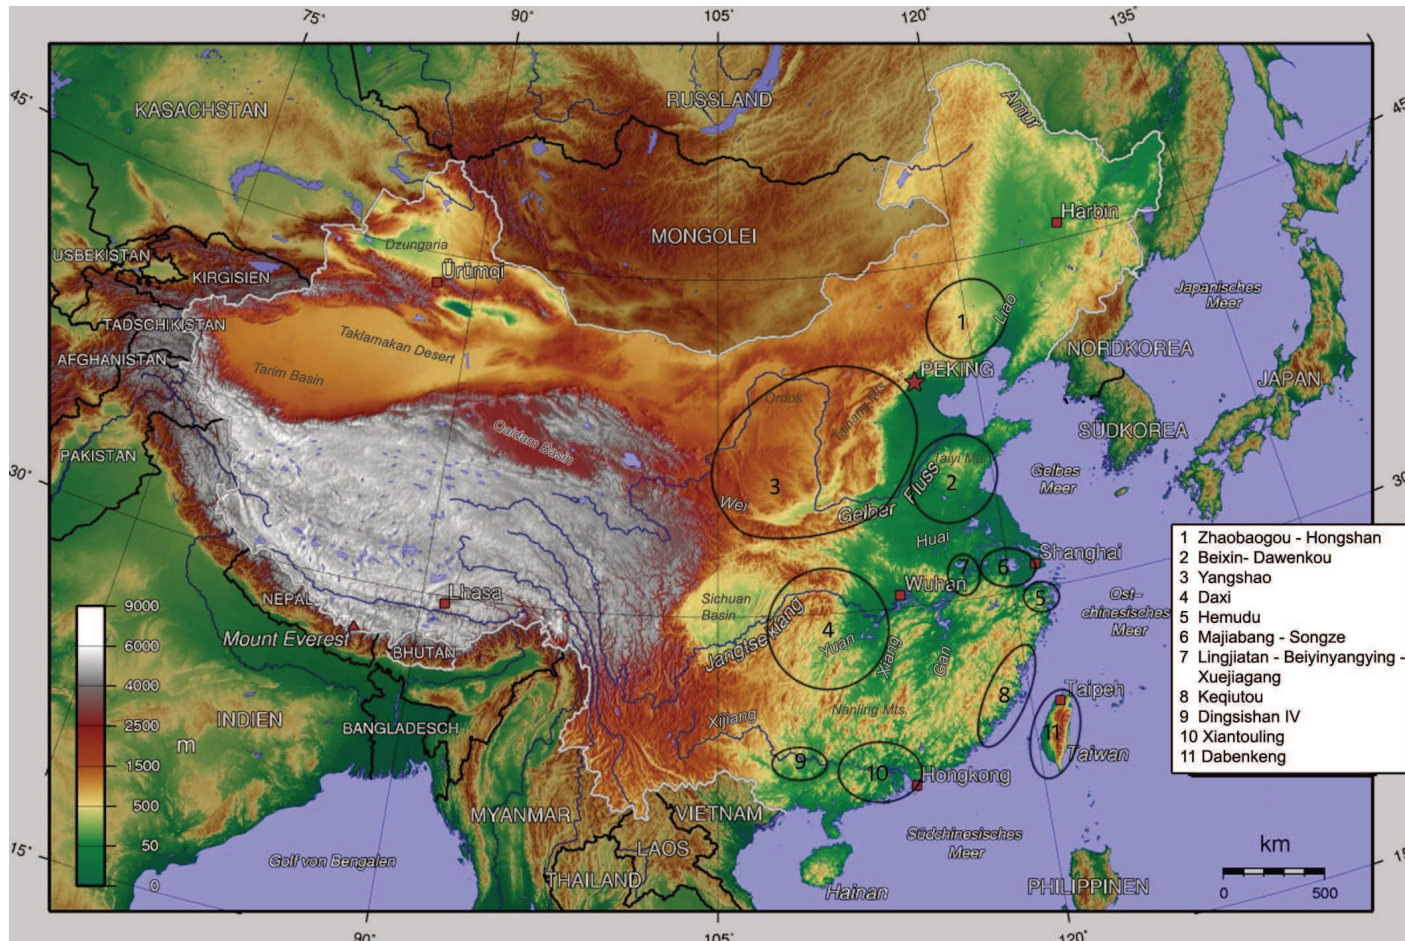 75°
90°
105°
120°
135°
45°
45°
RUSSLAND
KASACHSTAN
Amur
Harbin
MONGOLEI
Dzungaria
USBEKISTAN
KIRGISIEN
Ürümqi
Japanisches
Meer
Liao
1
TADSCHIKISTAN
Taklamakan Desert
AFGHANISTAN
NORDKOREA
PEKING
Tarim Basin
JAPAN
Ordos
Taihang Mts.
SÜDKOREA
Qaidam Basin
PAKISTAN
Taiyi Mts.
Gelbes
Meer
30°
30
3
2
Fluss
Wei
Gelber
Huai
Shanghai
7
6
Wuhan
5
Ost-
chinesisches
Meer
Lhasa
NEPAL
Sichuan
Basin
Mount Everest
BHUTAN
Jangtsekiang
4
Yuan
Xiang
Gan
8
Taipeh
INDIEN
BANGLADESCH
Xijiang
Nanling Mts.
11
Taiwan
9
10
Hongkong
MYANMAR
VIETNAM
LAOS
Südchinesisches
Meer
Golf von Bengalen
THAILAND
Hainan
PHILIPPINEN
15°
15
90°
105°
120°
9000
6000
4000
2500
1500
500
50
0
m
km
0
500
1 Zhaobaogou - Hongshan
2 Beixin- Dawenkou
3 Yangshao
4 Daxi
5 Hemudu
6 Majiabang - Songze
7 Lingjiatan - Beiyinyangying -
Xuejiagang
8 Keqiutou
9 Dingsishan IV
10 Xiantouling
11 Dabenkeng